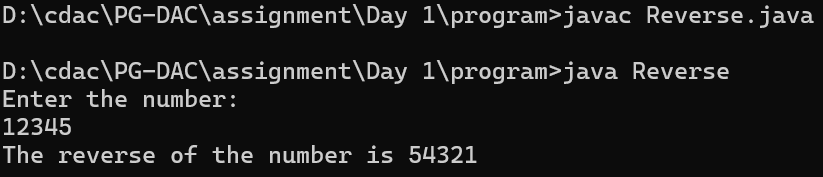 D:\cdac\PG-DAC\assignment\Day 1\program>javac Reverse.java
D:\cdac\PG-DAC\assignment\Day 1\program>java Reverse
Enter the number:
12345
The reverse of the number is 54321